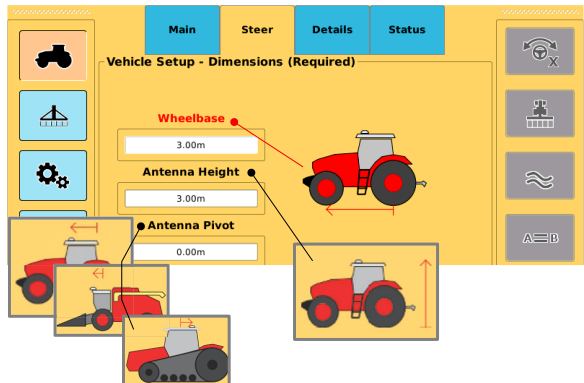 Main
Steer
Details
Status
Vehicle Setup - Dimensions (Required)
Wheelbase
3.00m
Antenna Height
3.00m
Antenna Pivot
0.00m
X
A=B